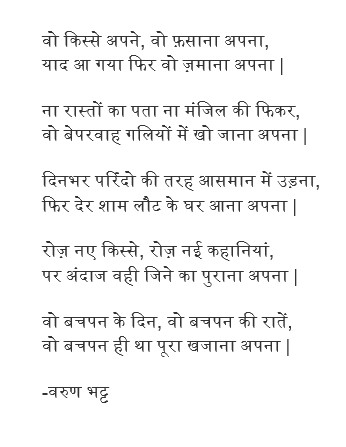 वो किस्से अपने, वो फ़साना अपना,
याद आ गया फिर वो ज़माना अपना |
ना रास्तों का पता ना मंजिल की फिकर,
वो बेपरवाह गलियों में खो जाना अपना |
दिनभर परिंदो की तरह आसमान में उड़ना,
फिर देर शाम लौट के घर आना अपना |
रोज़ नए किस्से, रोज़ नई कहानियां,
पर अंदाज वही जिने का पुराना अपना |
वो बचपन के दिन, वो बचपन की रातें,
वो बचपन ही था पूरा खजाना अपना |
-वरुण भट्ट